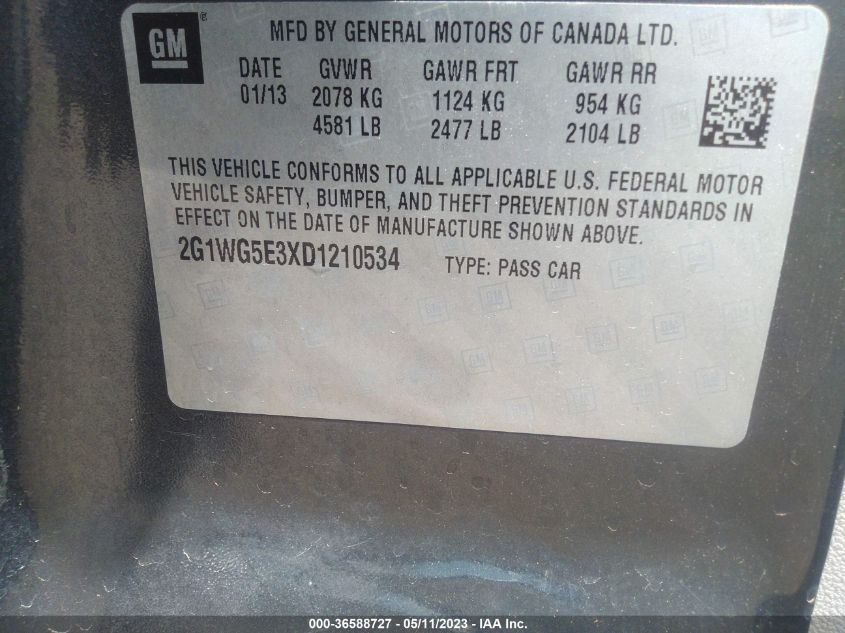 GM
®
MFD BY GENERAL MOTORS OF CANADA LTD.
DATE GVWR GAWR FRT GAWR RR
01/13 2078 KG 1124 KG 954 KG
4581 LB 2477 LB 2104 LB
THIS VEHICLE CONFORMS TO ALL APPLICABLE U.S. FEDERAL MOTOR
VEHICLE SAFETY, BUMPER, AND THEFT PREVENTION STANDARDS IN
EFFECT ON THE DATE OF MANUFACTURE SHOWN ABOVE.
2G1WG5E3XD1210534 TYPE: PASS CAR
000-36588727 - 05/11/2023 - IAA Inc.